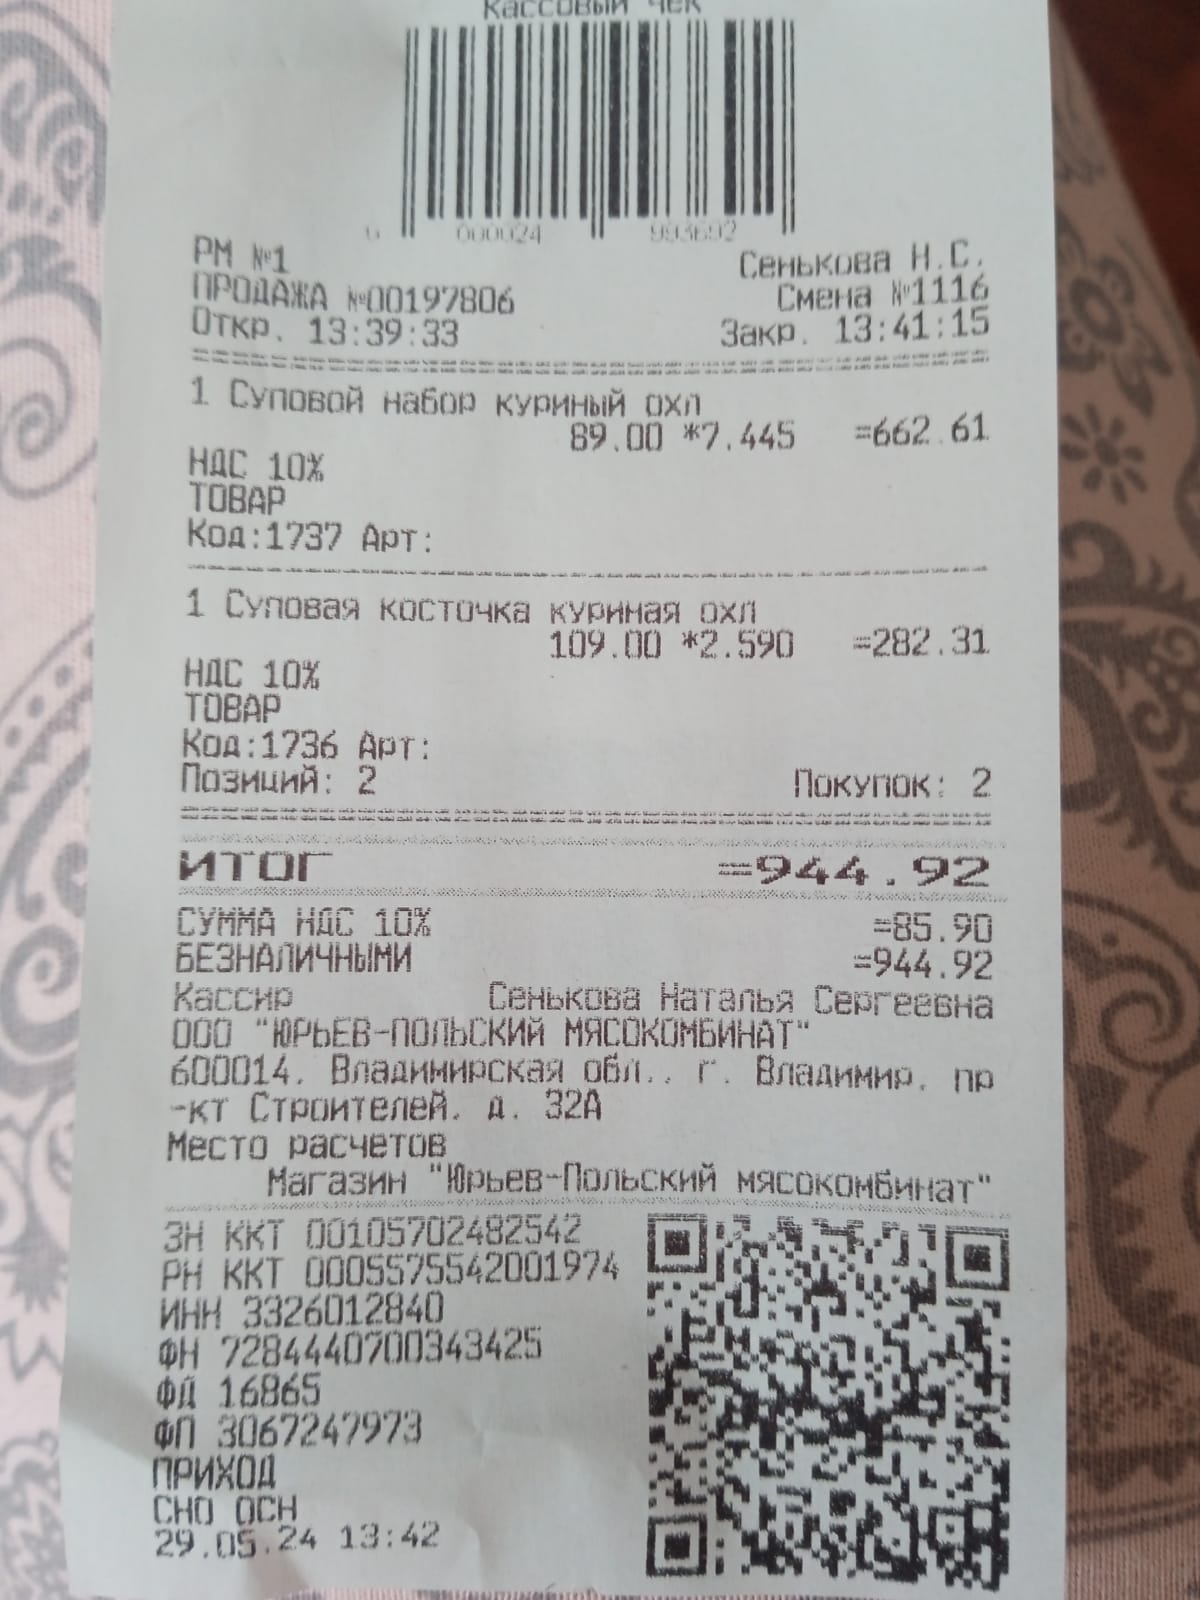 Кассовый чек
000024 993692
РМ №1 Сенькова Н.С.
ПРОДАЖА №00197806 Смена №1116
Откр. 13:39:33 Закр. 13:41:15
1 Суповой набор куриный охл
89.00 *7.445 =662.61
НДС 10%
ТОВАР
Код:1737 Арт:
1 Суповая косточка куриная охл
109.00 *2.590 =282.31
НДС 10%
ТОВАР
Код:1736 Арт:
Позиций: 2 Покупок: 2
ИТОГ =944.92
СУММА НДС 10% =85.90
БЕЗНАЛИЧНЫМИ =944.92
Кассир Сенькова Наталья Сергеевна
ООО "ЮРЬЕВ-ПОЛЬСКИЙ МЯСОКОМБИНАТ"
600014, Владимирская обл., г. Владимир, пр
-кт Строителей, д. 32А
Место расчетов
Магазин "Юрьев-Польский мясокомбинат"
ЗН ККТ 00105702482542
РН ККТ 0005575542001974
ИНН 3326012840
ФН 7284440700343425
ФД 16865
ФП 3067247973
ПРИХОД
СНО ОСН
29.05.24 13:42